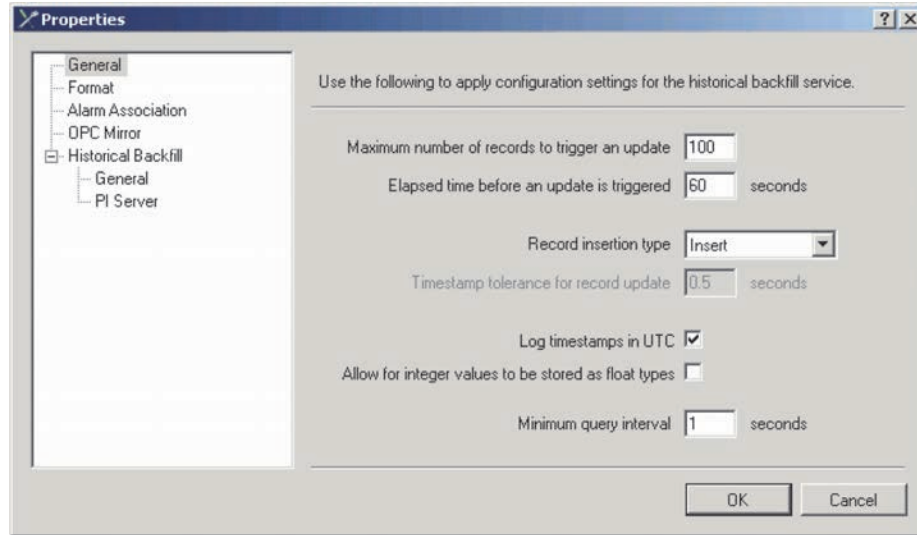 Properties
General
Format
Alarm Association
OPC Mirror
Historical Backfill
General
PI Server
Use the following to apply configuration settings for the historical backfill service.
Maximum number of records to trigger an update 100
Elapsed time before an update is triggered 60 seconds
Record insertion type Insert
Timestamp tolerance for record update 0.5 seconds
Log timestamps in UTC
Allow for integer values to be stored as float types
Minimum query interval 1 seconds
OK Cancel